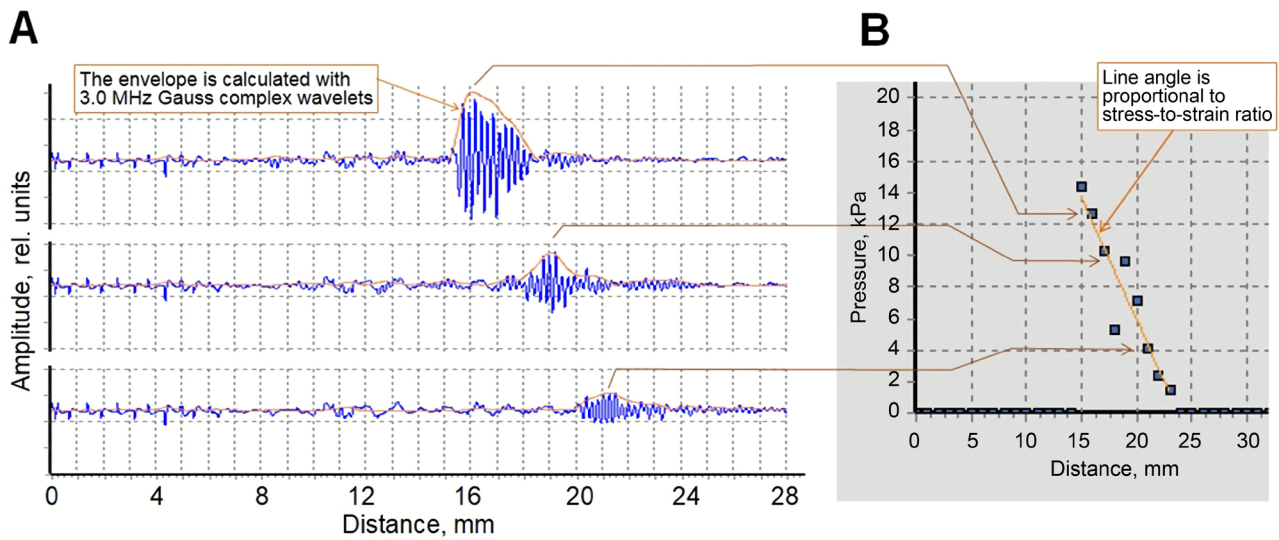 A
The envelope is calculated with
3.0 MHz Gauss complex wavelets
Amplitude, rel. units
0 4 8 12 16 20 24 28
Distance, mm
B
Line angle is
proportional to
stress-to-strain ratio
Pressure, kPa
20
18
16
14
12
10
8
6
4
2
0
0 5 10 15 20 25 30
Distance, mm